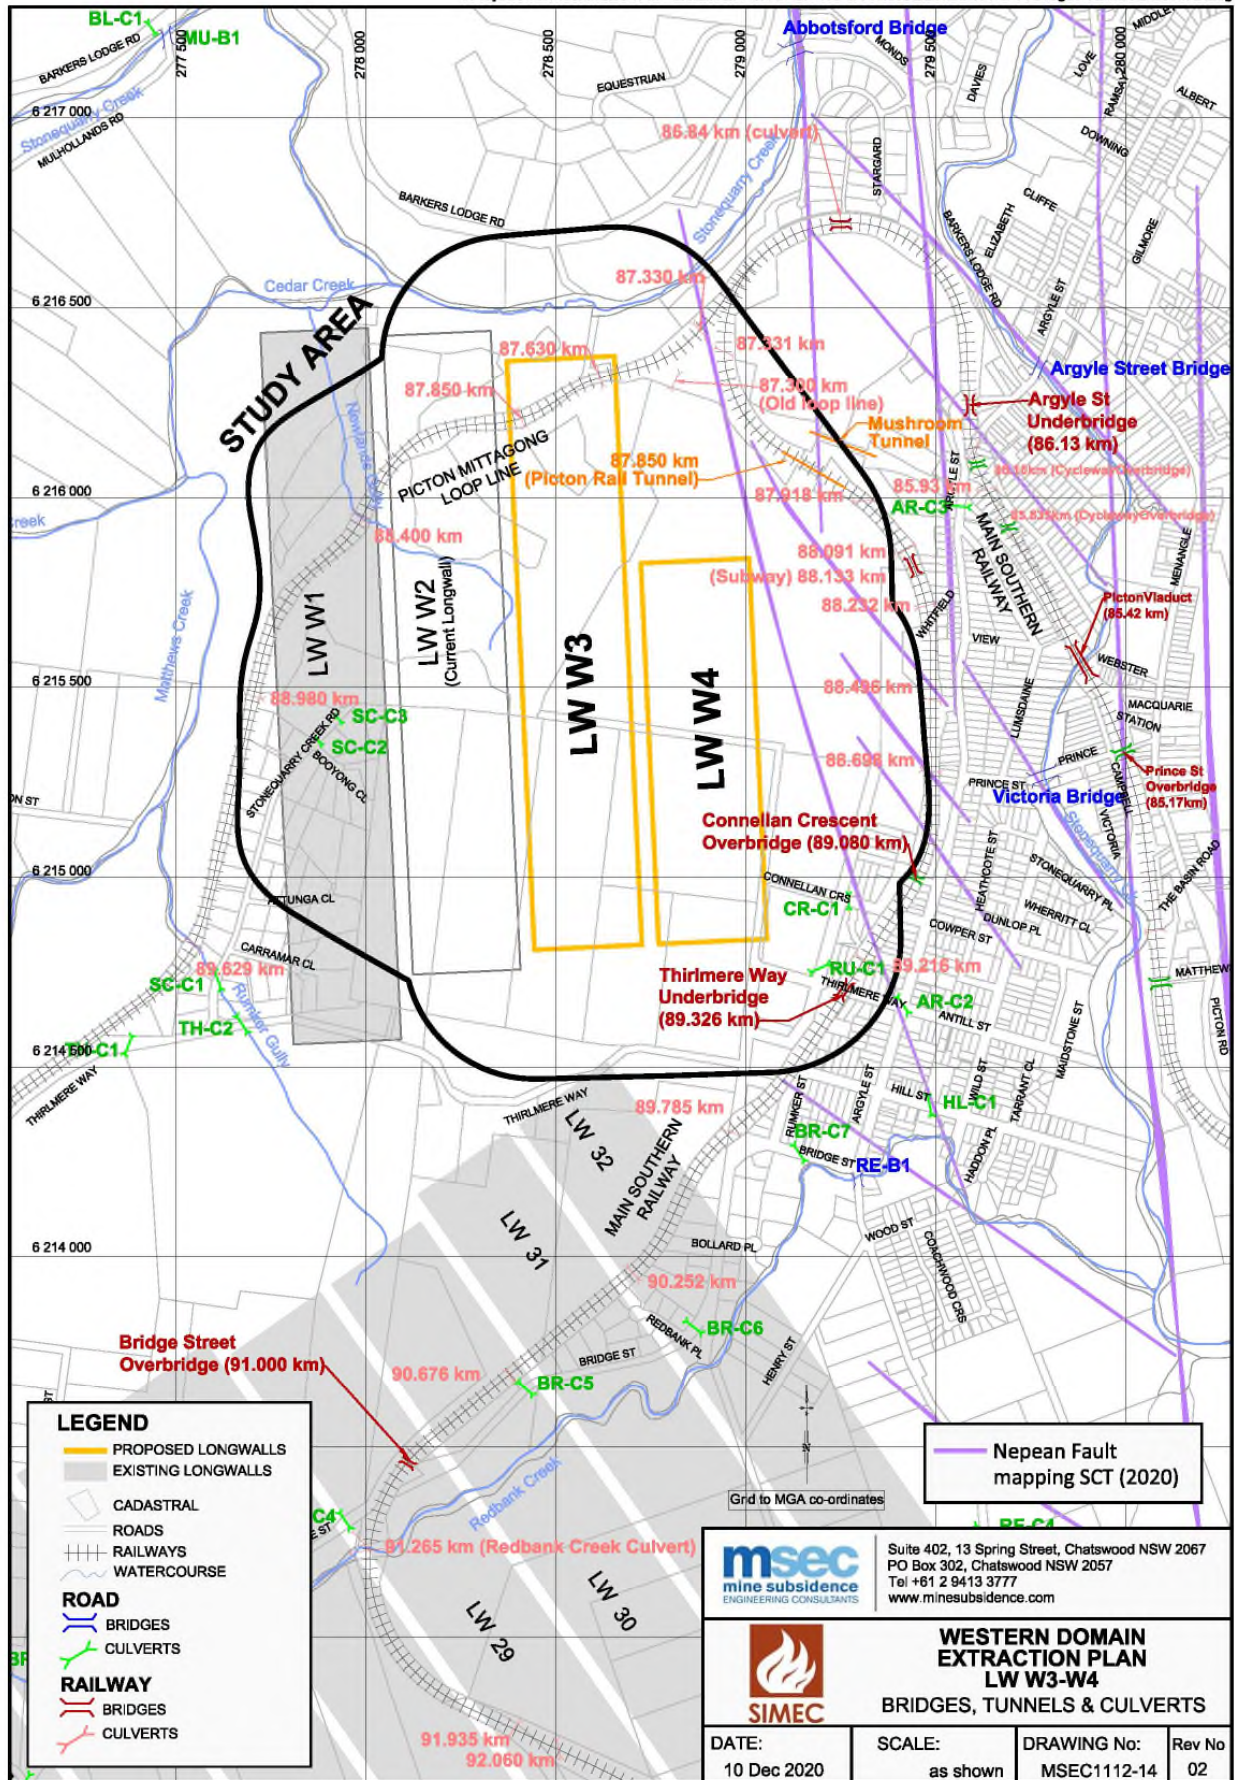 BL-C1
MU-B1
BARKERS LODGE RD
277 500
278 000
278 500
279 000
279 500
280 000
Abbotsford Bridge
MONDS
DAVIES
LOVE
MIDDLE
RAMSAY
ALBERT
DOWNING
EQUESTRIAN
6 217 000
Stonequarry Creek
MULHOLLANDS RD
86.84 km (culvert)
STARGARD
CLIFFE
ELIZABETH
GILMORE
BARKERS LODGE RD
BARKERS LODGE RD
Stonequarry Creek
ARGYLE ST
Cedar Creek
87.330 km
6 216 500
STUDY AREA
87.630 km
87.331 km
87.850 km
87.300 km
(Old loop line)
Argyle Street Bridge
Argyle St
Underbridge
(86.13 km)
Mushroom
Tunnel
PICTON MITTAGONG
LOOP LINE
87.850 km
(Picton Rail Tunnel)
87.918 km
85.93 km
ARGYLE ST
AR-C3
6 216 000
Creek
88.400 km
MAIN SOUTHERN
RAILWAY
MENANGLE
88.091 km
(Subway) 88.133 km
88.232 km
WHITFIELD
PictonViaduct
(85.42 km)
LW W1
LW W2
(Current Longwall)
LW W3
LW W4
Matthews Creek
VIEW
WEBSTER
6 215 500
88.496 km
LUMSDAINE
MACQUARIE
STATION
88.980 km
SC-C3
SC-C2
STONEQUARRY CREEK RD
BOOYONG CL
88.698 km
PRINCE
PRINCE ST
CAMPBELL
Prince St
Overbridge
(85.17km)
ON ST
Victoria Bridge
VICTORIA
Connellan Crescent
Overbridge (89.080 km)
HEATHCOTE ST
STONEQUARRY PL
THE BASIN ROAD
6 215 000
CONNELLAN CRS
CR-C1
WHERRITT CL
DUNLOP PL
COWPER ST
ATTUNGA CL
CARRAMAR CL
89.629 km
SC-C1
RU-C1
89.216 km
Thirlmere Way
Underbridge
(89.326 km)
THIRLMERE WAY
AR-C2
ANTILL ST
MATTHEWS
PICTON RD
TH-C2
Rumker Gully
TH-C1
6 214 500
MAIDSTONE ST
THIRLMERE WAY
THIRLMERE WAY
89.785 km
RUMKER ST
ARGYLE ST
HILL ST
WILD ST
TARRANT CL
HL-C1
LW 32
BR-C7
BRIDGE ST
RE-B1
HADDON PL
MAIN SOUTHERN
RAILWAY
LW 31
6 214 000
BOLLARD PL
WOOD ST
COACHWOOD CRS
90.252 km
REDBANK PL
BR-C6
HENRY ST
Bridge Street
Overbridge (91.000 km)
90.676 km
BRIDGE ST
BR-C5
Redbank Creek
91.265 km (Redbank Creek Culvert)
LW 30
LW 29
91.935 km
92.060 km
LEGEND
PROPOSED LONGWALLS
EXISTING LONGWALLS
CADASTRAL
ROADS
RAILWAYS
WATERCOURSE
ROAD
BRIDGES
CULVERTS
RAILWAY
BRIDGES
CULVERTS
N
Grid to MGA co-ordinates
Nepean Fault
mapping SCT (2020)
msec
mine subsidence
ENGINEERING CONSULTANTS
Suite 402, 13 Spring Street, Chatswood NSW 2067
PO Box 302, Chatswood NSW 2057
Tel +61 2 9413 3777
www.minesubsidence.com
SIMEC
WESTERN DOMAIN
EXTRACTION PLAN
LW W3-W4
BRIDGES, TUNNELS & CULVERTS
DATE:
10 Dec 2020
SCALE:
as shown
DRAWING No:
MSEC1112-14
Rev No
02